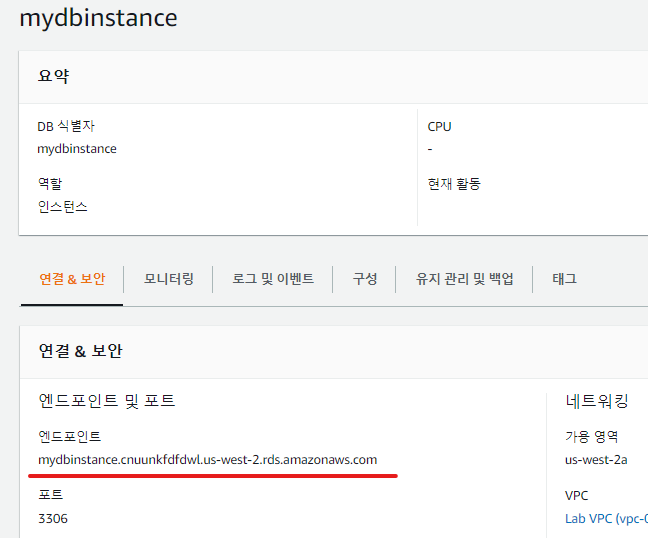 mydbinstance
요약
DB 식별자
mydbinstance
역할
인스턴스
CPU
-
현재 활동
연결 & 보안
모니터링
로그 및 이벤트
구성
유지 관리 및 백업
태그
연결 & 보안
엔드포인트 및 포트
엔드포인트
mydbinstance.cnuunkfdfdwl.us-west-2.rds.amazonaws.com
포트
3306
네트워킹
가용 영역
us-west-2a
VPC
Lab VPC (vpc-0